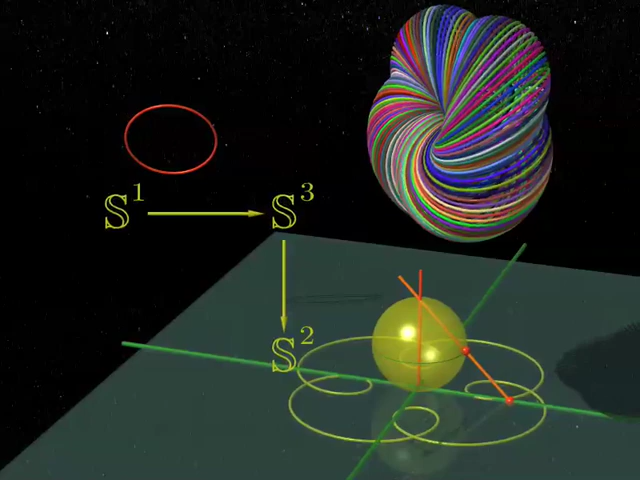 𝕊¹ → 𝕊³
↓
𝕊²